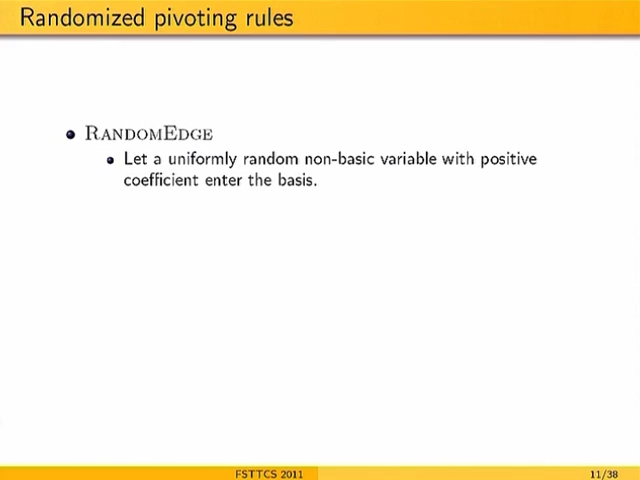 Randomized pivoting rules
RandomEdge
Let a uniformly random non-basic variable with positive
coefficient enter the basis.
FSTTCS 2011
11/38